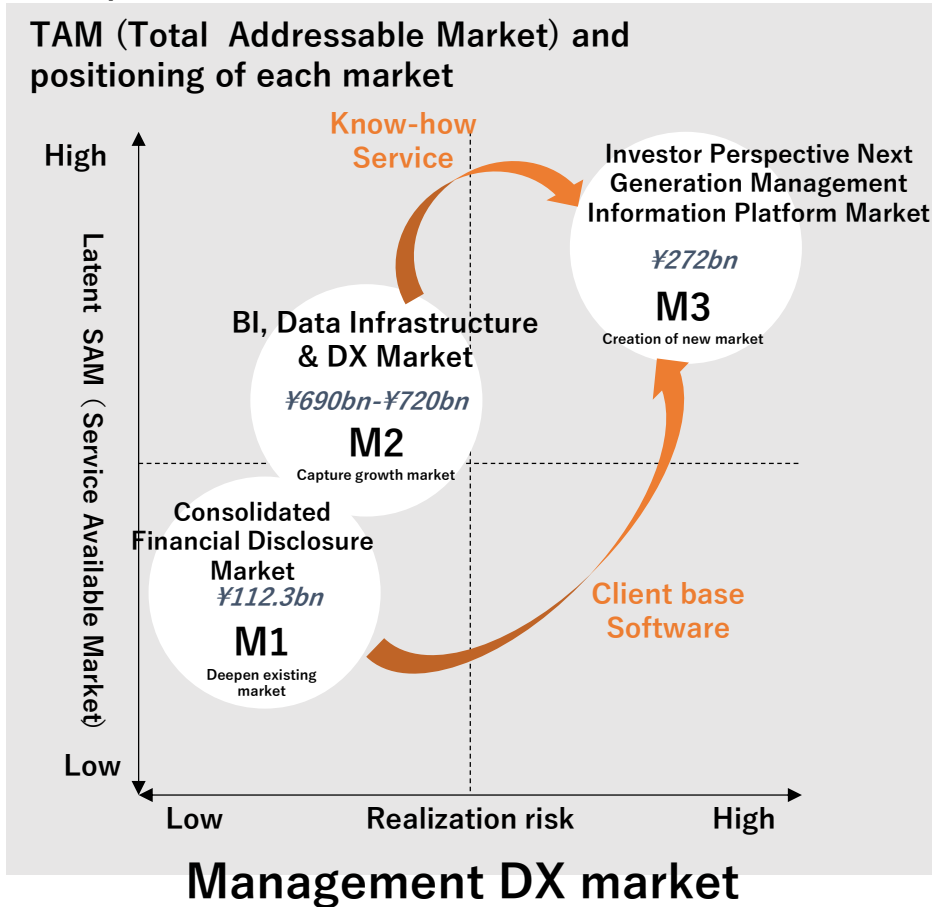 TAM (Total Addressable Market) and
positioning of each market
Know-how
Service
High
Investor Perspective Next
Generation Management
Information Platform Market
¥272bn
M3
Creation of new market
Latent SAM (Service Available Market)
BI, Data Infrastructure
& DX Market
¥690bn-¥720bn
M2
Capture growth market
Consolidated
Financial Disclosure
Market
¥112.3bn
M1
Deepen existing
market
Client base
Software
Low
Low
Realization risk
High
Management DX market